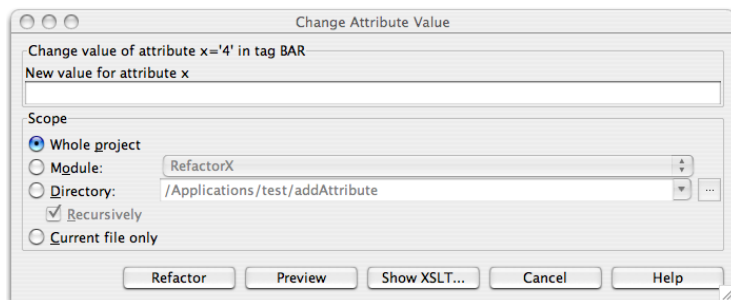 Change Attribute Value
Change value of attribute x='4' in tag BAR
New value for attribute x
Scope
Whole project
Module: RefactorX
Directory: /Applications/test/addAttribute ...
Recursively
Current file only
Refactor Preview Show XSLT... Cancel Help